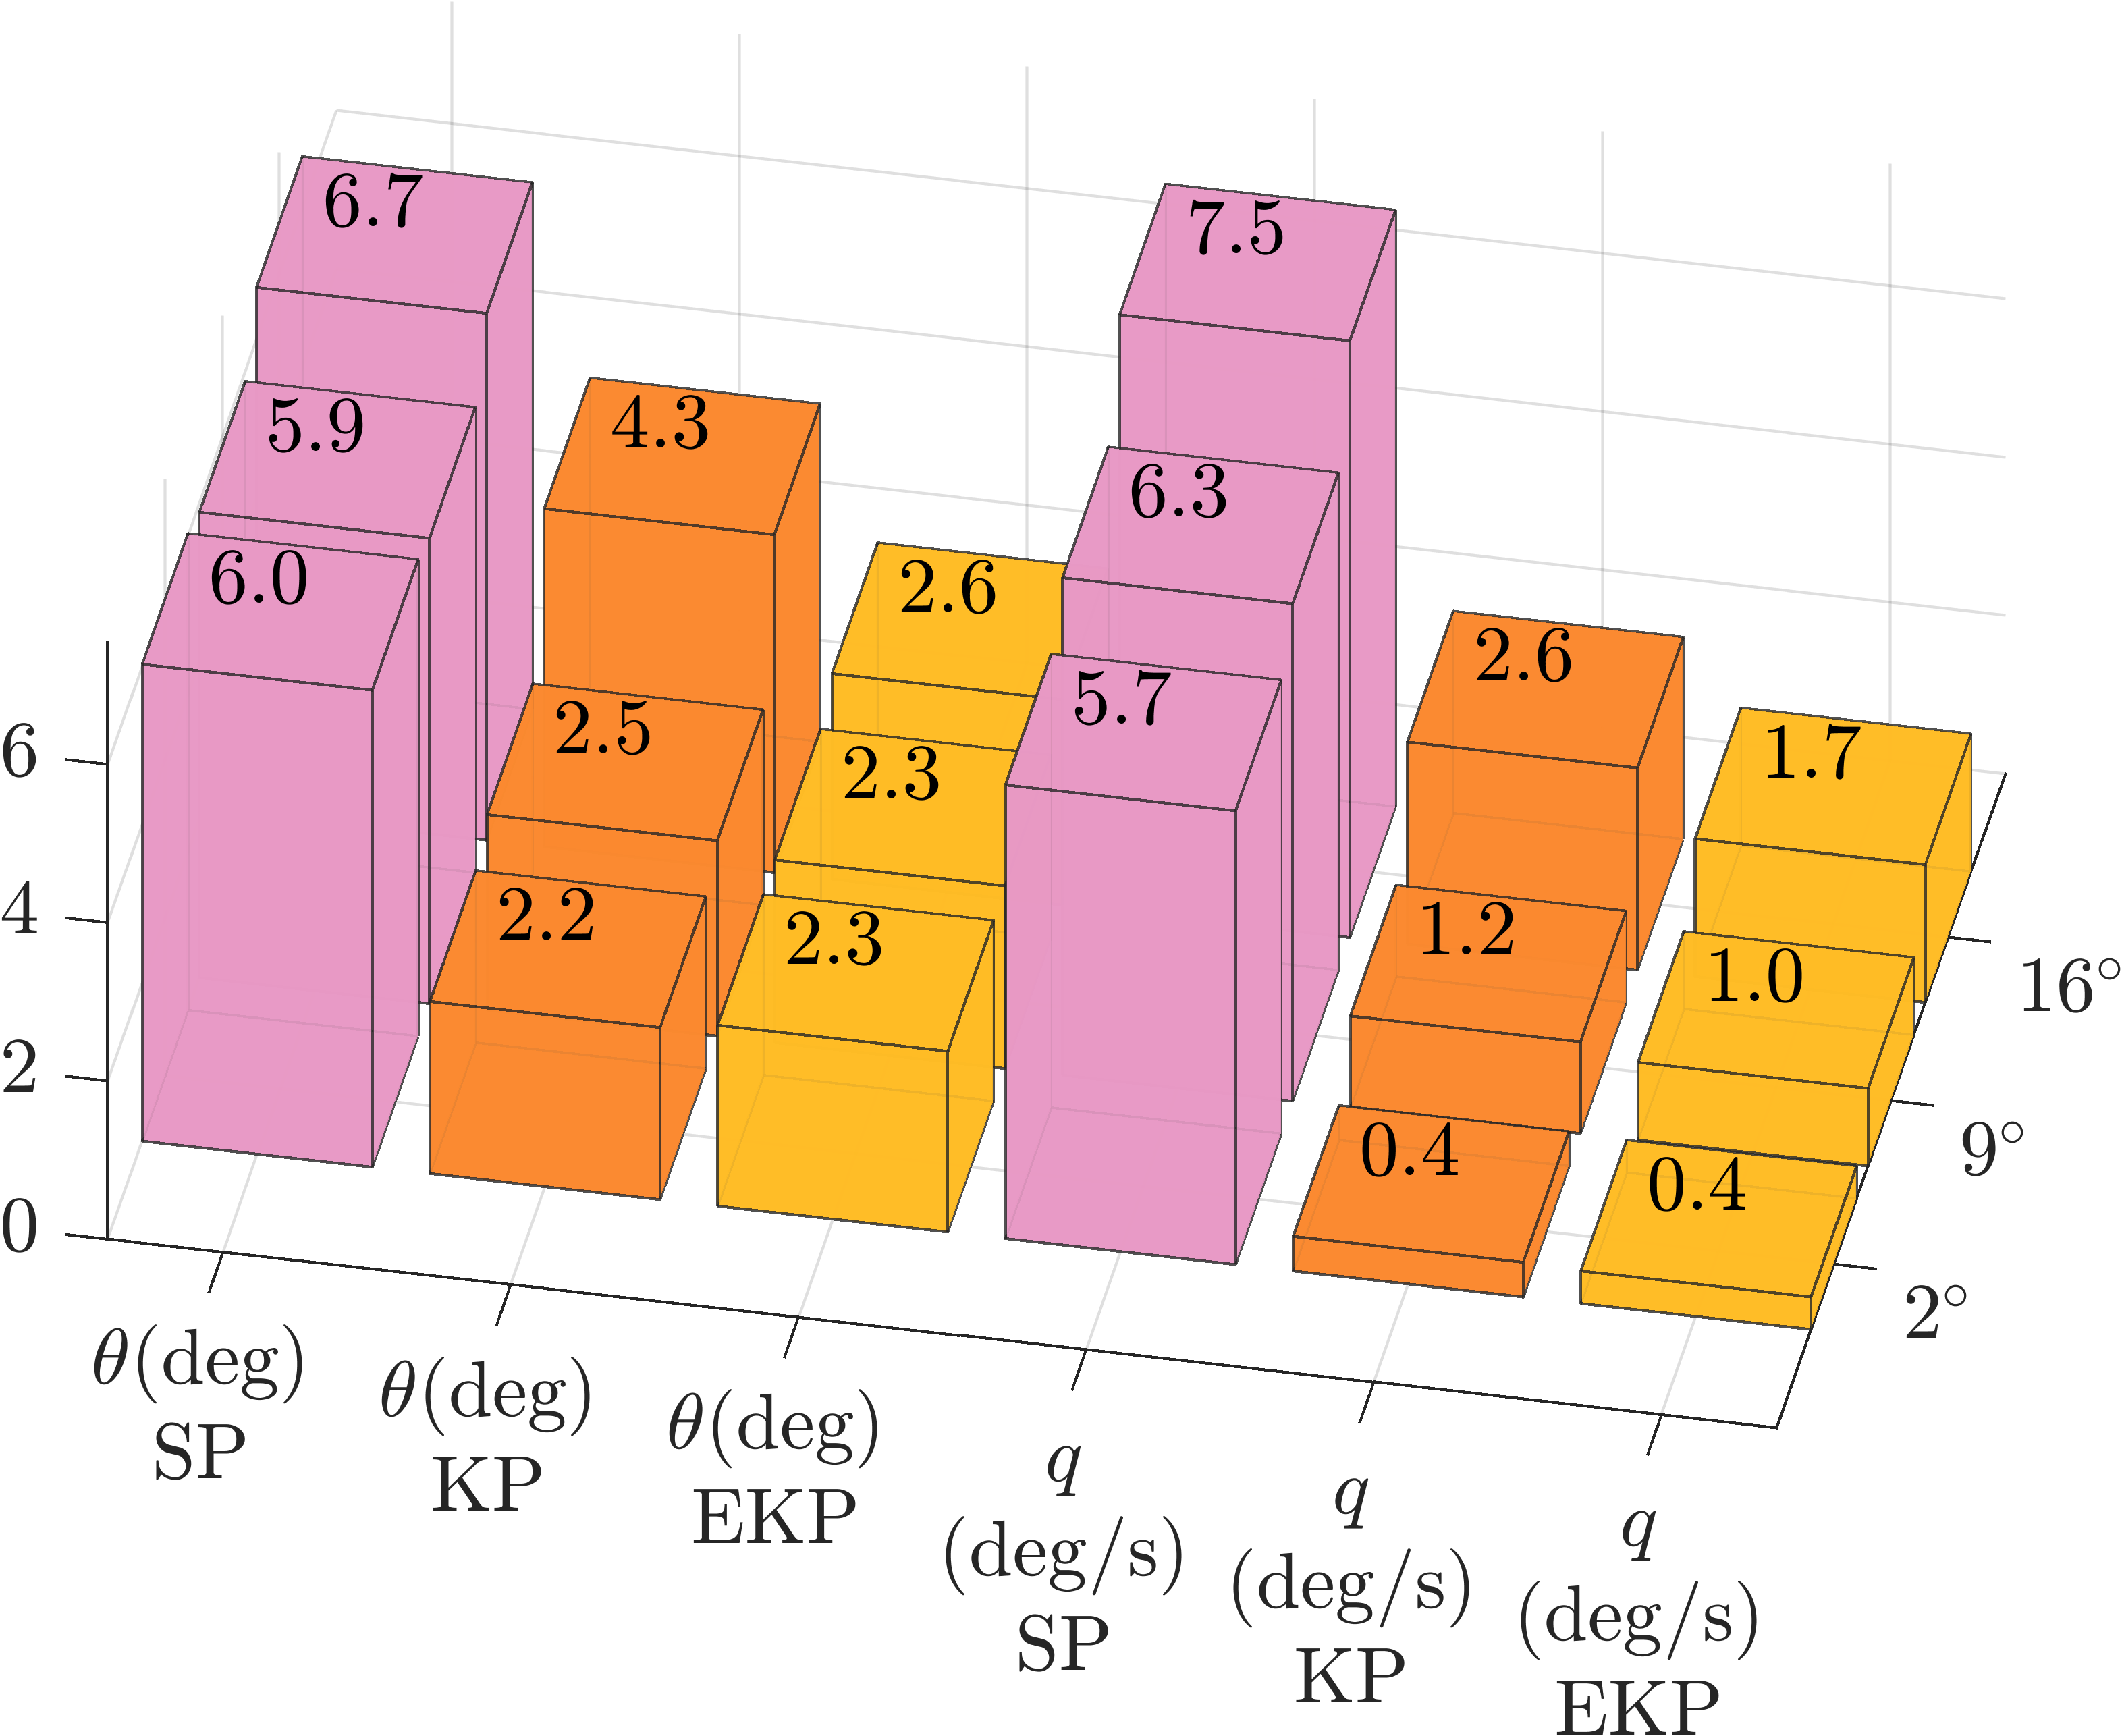 6.7
7.5
5.9
4.3
6.3
6.0
2.6
2.6
2.5
5.7
1.7
2.3
2.2
2.3
1.2
1.0
0.4
0.4
6
4
2
0
16°
9°
2°
θ(deg)
SP
θ(deg)
KP
θ(deg)
EKP
q
(deg/s)
SP
q
(deg/s)
KP
q
(deg/s)
EKP